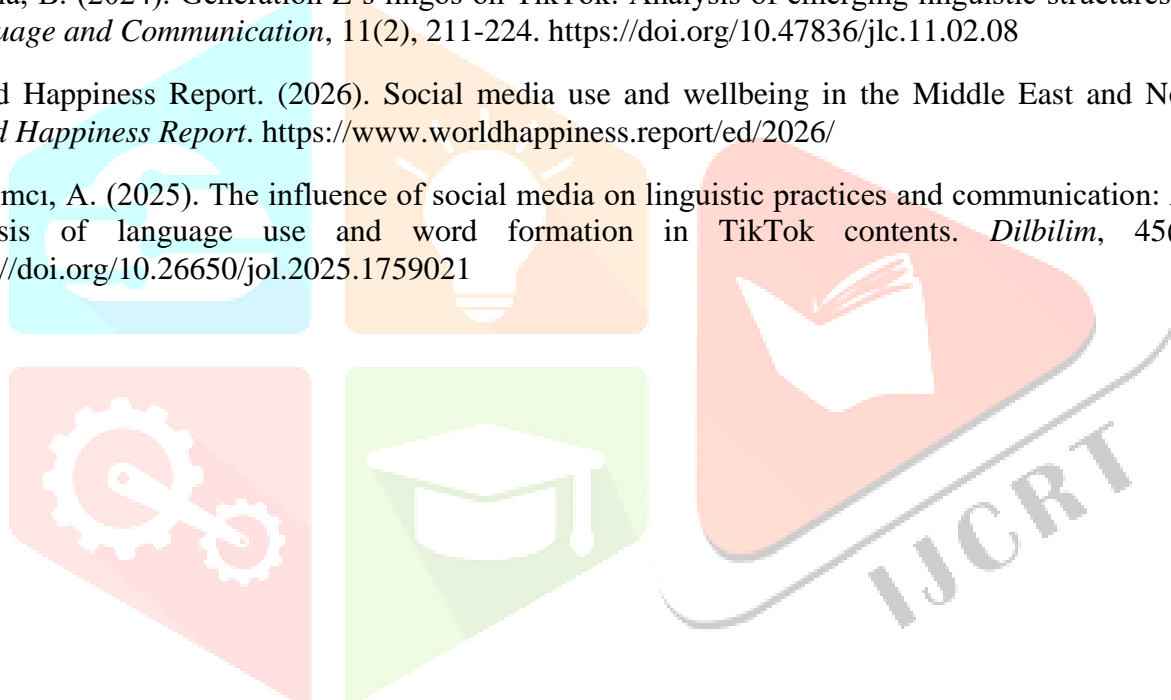 B. (2024). Generation Z's lingos on TikTok: Analysis of emerging linguistic structures
uage and Communication, 11(2), 211-224. https://doi.org/10.47836/jlc.11.02.08
d Happiness Report. (2026). Social media use and wellbeing in the Middle East and No
d Happiness Report. https://www.worldhappiness.report/ed/2026/
mcı, A. (2025). The influence of social media on linguistic practices and communication:
sis of language use and word formation in TikTok contents. Dilbilim, 45
//doi.org/10.26650/jol.2025.1759021
IJCRT